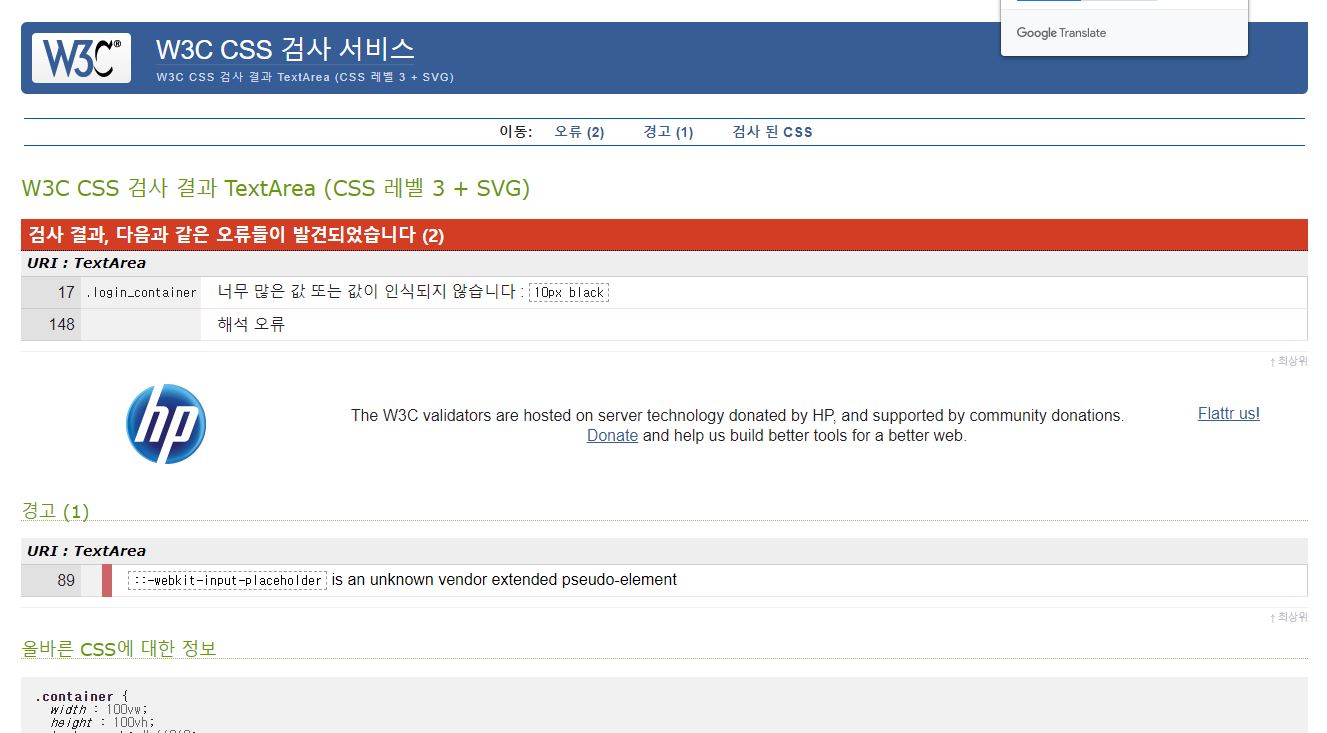 Google Translate
W3C®
W3C CSS 검사 서비스
W3C CSS 검사 결과 TextArea (CSS 레벨 3 + SVG)
이동: 오류 (2) 경고 (1) 검사 된 CSS
W3C CSS 검사 결과 TextArea (CSS 레벨 3 + SVG)
검사 결과, 다음과 같은 오류들이 발견되었습니다 (2)
URI : TextArea
17 .login_container 너무 많은 값 또는 값이 인식되지 않습니다 : 10px black
148 해석 오류
↑ 최상위
hp
The W3C validators are hosted on server technology donated by HP, and supported by community donations.
Donate and help us build better tools for a better web.
Flattr us!
경고 (1)
URI : TextArea
89 ::-webkit-input-placeholder is an unknown vendor extended pseudo-element
↑ 최상위
올바른 CSS에 대한 정보
.container {
width : 100vw;
height : 100vh;